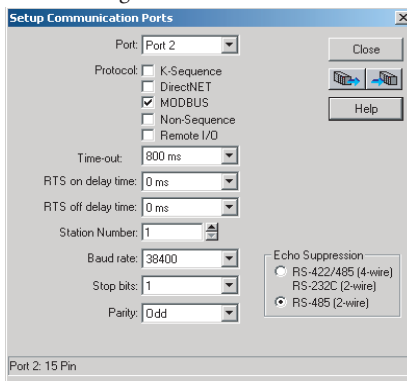 Setup Communication Ports
Port: Port 2
Close
Protocol: K-Sequence
DirectNET
MODBUS
Non-Sequence
Remote I/O
Help
Time-out: 800 ms
RTS on delay time: 0 ms
RTS off delay time: 0 ms
Station Number: 1
Baud rate: 38400
Stop bits: 1
Parity: Odd
Echo Suppression
RS-422/485 (4-wire)
RS-232C (2-wire)
RS-485 (2-wire)
Port 2: 15 Pin